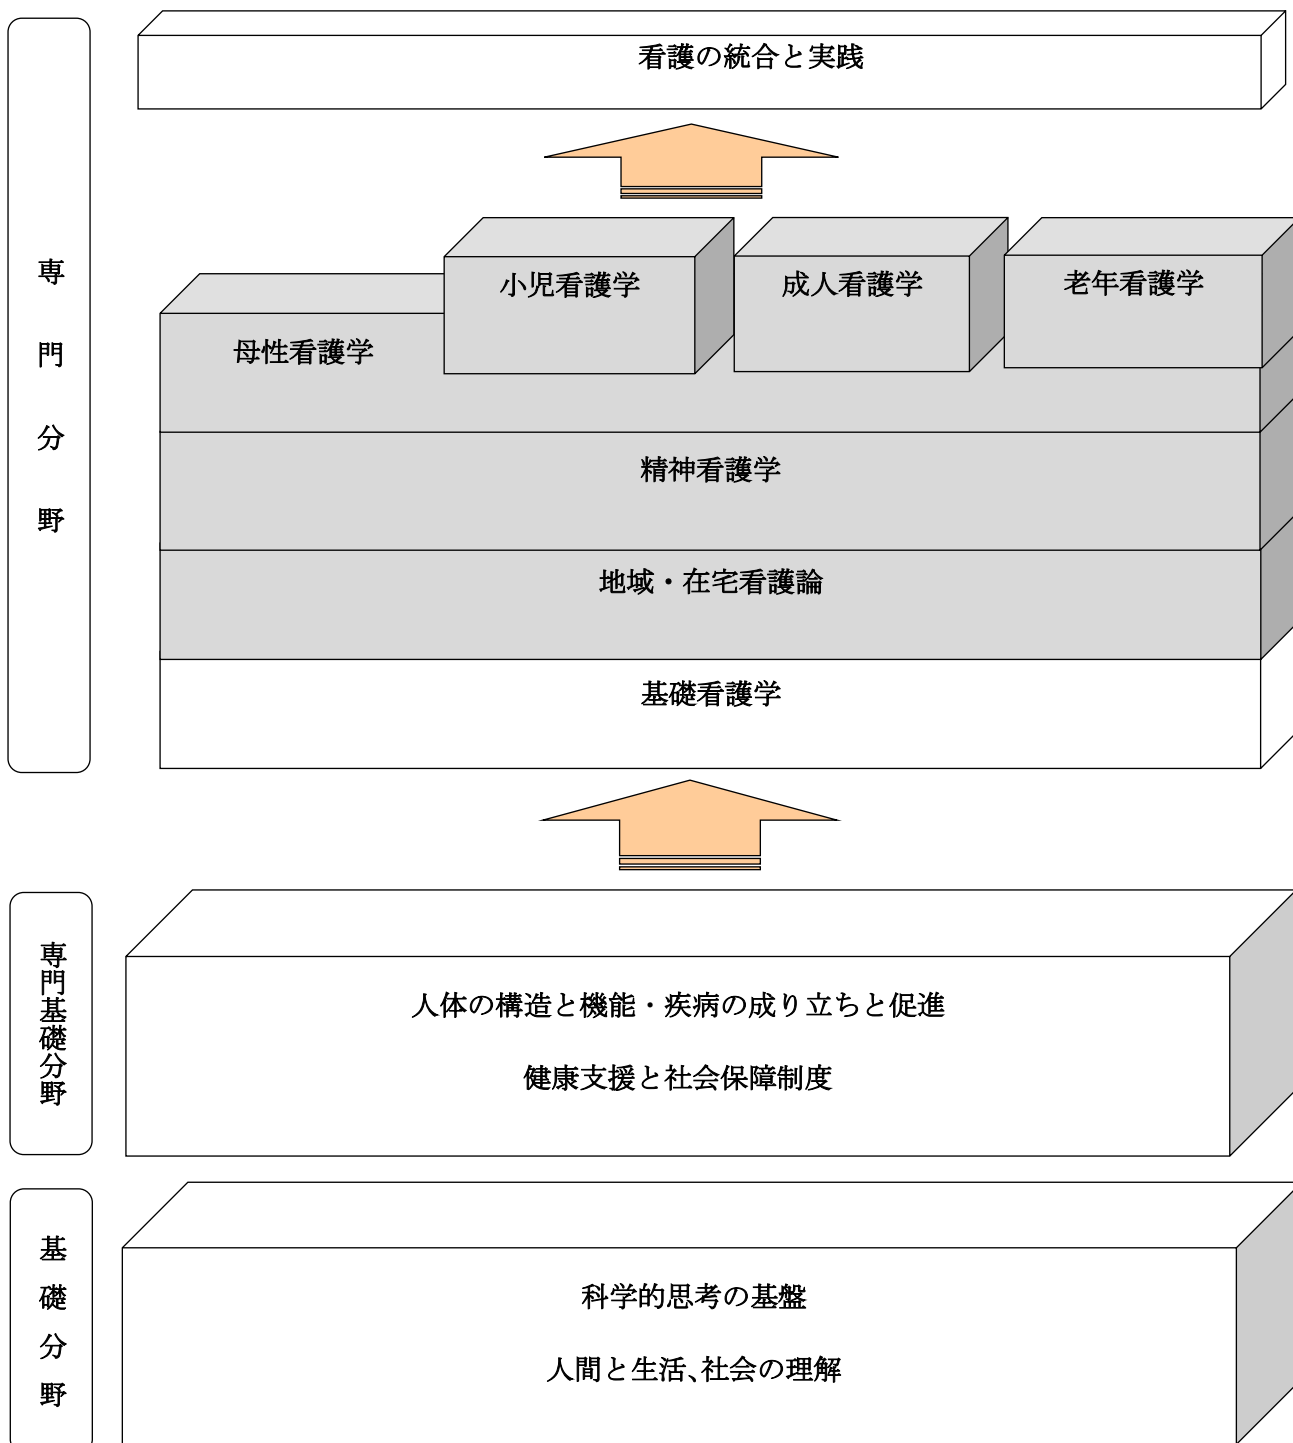 専門分野
看護の統合と実践
小児看護学
成人看護学
老年看護学
母性看護学
精神看護学
地域・在宅看護論
基礎看護学
専門基礎分野
人体の構造と機能・疾病の成り立ちと促進
健康支援と社会保障制度
基礎分野
科学的思考の基盤
人間と生活、社会の理解